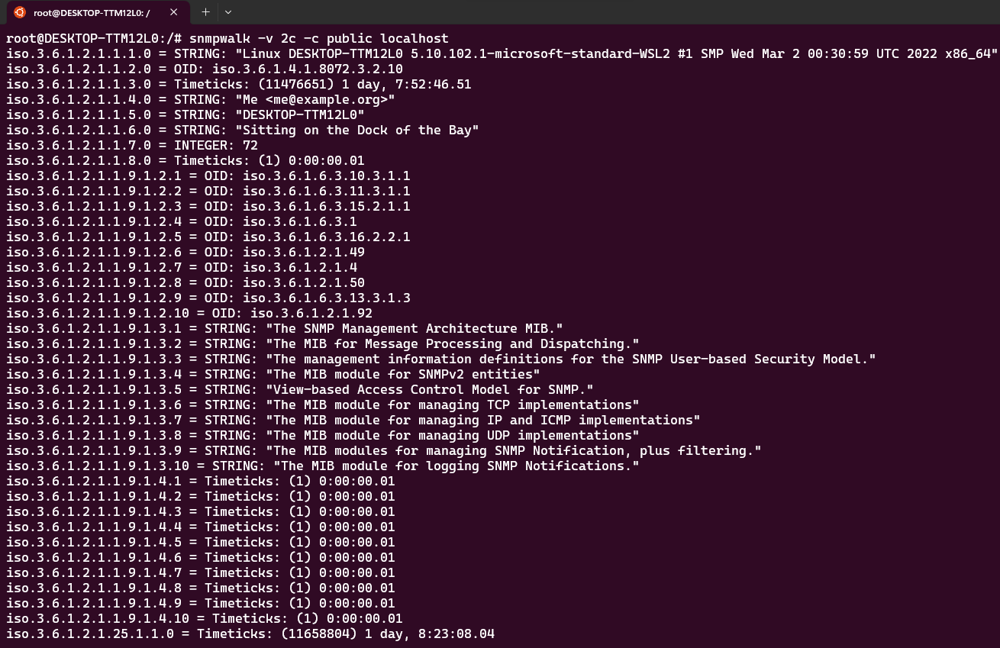 root@DESKTOP-TTM12L0: /
root@DESKTOP-TTM12L0:/# snmpwalk -v 2c -c public localhost
iso.3.6.1.2.1.1.1.0 = STRING: "Linux DESKTOP-TTM12L0 5.10.102.1-microsoft-standard-WSL2 #1 SMP Wed Mar 2 00:30:59 UTC 2022 x86_64"
iso.3.6.1.2.1.1.2.0 = OID: iso.3.6.1.4.1.8072.3.2.10
iso.3.6.1.2.1.1.3.0 = Timeticks: (11476651) 1 day, 7:52:46.51
iso.3.6.1.2.1.1.4.0 = STRING: "Me <me@example.org>"
iso.3.6.1.2.1.1.5.0 = STRING: "DESKTOP-TTM12L0"
iso.3.6.1.2.1.1.6.0 = STRING: "Sitting on the Dock of the Bay"
iso.3.6.1.2.1.1.7.0 = INTEGER: 72
iso.3.6.1.2.1.1.8.0 = Timeticks: (1) 0:00:00.01
iso.3.6.1.2.1.1.9.1.2.1 = OID: iso.3.6.1.6.3.10.3.1.1
iso.3.6.1.2.1.1.9.1.2.2 = OID: iso.3.6.1.6.3.11.3.1.1
iso.3.6.1.2.1.1.9.1.2.3 = OID: iso.3.6.1.6.3.15.2.1.1
iso.3.6.1.2.1.1.9.1.2.4 = OID: iso.3.6.1.6.3.1
iso.3.6.1.2.1.1.9.1.2.5 = OID: iso.3.6.1.6.3.16.2.2.1
iso.3.6.1.2.1.1.9.1.2.6 = OID: iso.3.6.1.2.1.49
iso.3.6.1.2.1.1.9.1.2.7 = OID: iso.3.6.1.2.1.4
iso.3.6.1.2.1.1.9.1.2.8 = OID: iso.3.6.1.2.1.50
iso.3.6.1.2.1.1.9.1.2.9 = OID: iso.3.6.1.6.3.13.3.1.3
iso.3.6.1.2.1.1.9.1.2.10 = OID: iso.3.6.1.2.1.92
iso.3.6.1.2.1.1.9.1.3.1 = STRING: "The SNMP Management Architecture MIB."
iso.3.6.1.2.1.1.9.1.3.2 = STRING: "The MIB for Message Processing and Dispatching."
iso.3.6.1.2.1.1.9.1.3.3 = STRING: "The management information definitions for the SNMP User-based Security Model."
iso.3.6.1.2.1.1.9.1.3.4 = STRING: "The MIB module for SNMPv2 entities"
iso.3.6.1.2.1.1.9.1.3.5 = STRING: "View-based Access Control Model for SNMP."
iso.3.6.1.2.1.1.9.1.3.6 = STRING: "The MIB module for managing TCP implementations"
iso.3.6.1.2.1.1.9.1.3.7 = STRING: "The MIB module for managing IP and ICMP implementations"
iso.3.6.1.2.1.1.9.1.3.8 = STRING: "The MIB module for managing UDP implementations"
iso.3.6.1.2.1.1.9.1.3.9 = STRING: "The MIB modules for managing SNMP Notification, plus filtering."
iso.3.6.1.2.1.1.9.1.3.10 = STRING: "The MIB module for logging SNMP Notifications."
iso.3.6.1.2.1.1.9.1.4.1 = Timeticks: (1) 0:00:00.01
iso.3.6.1.2.1.1.9.1.4.2 = Timeticks: (1) 0:00:00.01
iso.3.6.1.2.1.1.9.1.4.3 = Timeticks: (1) 0:00:00.01
iso.3.6.1.2.1.1.9.1.4.4 = Timeticks: (1) 0:00:00.01
iso.3.6.1.2.1.1.9.1.4.5 = Timeticks: (1) 0:00:00.01
iso.3.6.1.2.1.1.9.1.4.6 = Timeticks: (1) 0:00:00.01
iso.3.6.1.2.1.1.9.1.4.7 = Timeticks: (1) 0:00:00.01
iso.3.6.1.2.1.1.9.1.4.8 = Timeticks: (1) 0:00:00.01
iso.3.6.1.2.1.1.9.1.4.9 = Timeticks: (1) 0:00:00.01
iso.3.6.1.2.1.1.9.1.4.10 = Timeticks: (1) 0:00:00.01
iso.3.6.1.2.1.25.1.1.0 = Timeticks: (11658804) 1 day, 8:23:08.04